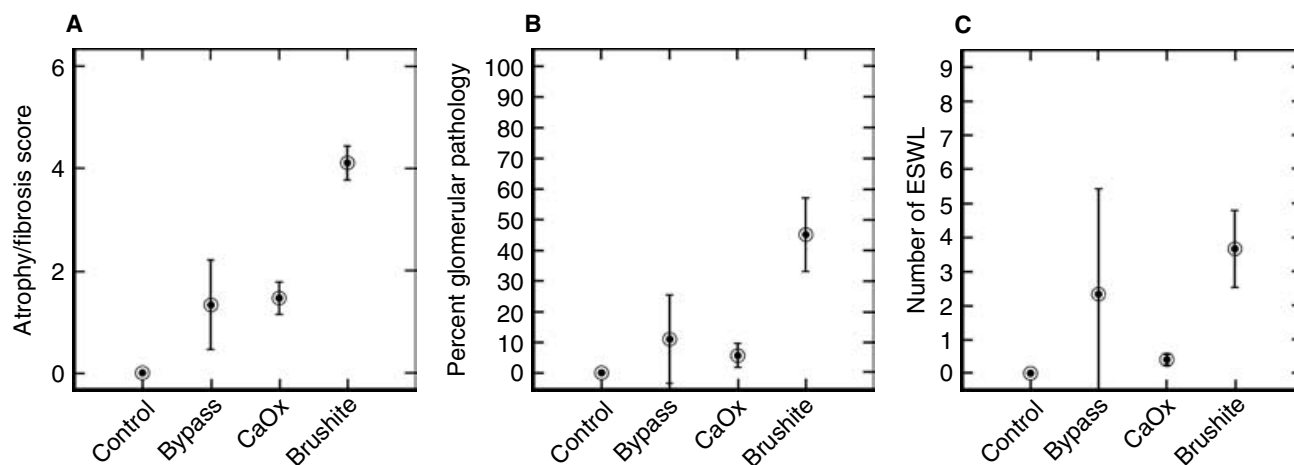 A
Atrophy/fibrosis score
6
4
2
0
Control
Bypass
CaOx
Brushite
B
Percent glomerular pathology
100
90
80
70
60
50
40
30
20
10
0
Control
Bypass
CaOx
Brushite
C
Number of ESWL
9
8
7
6
5
4
3
2
1
0
Control
Bypass
CaOx
Brushite